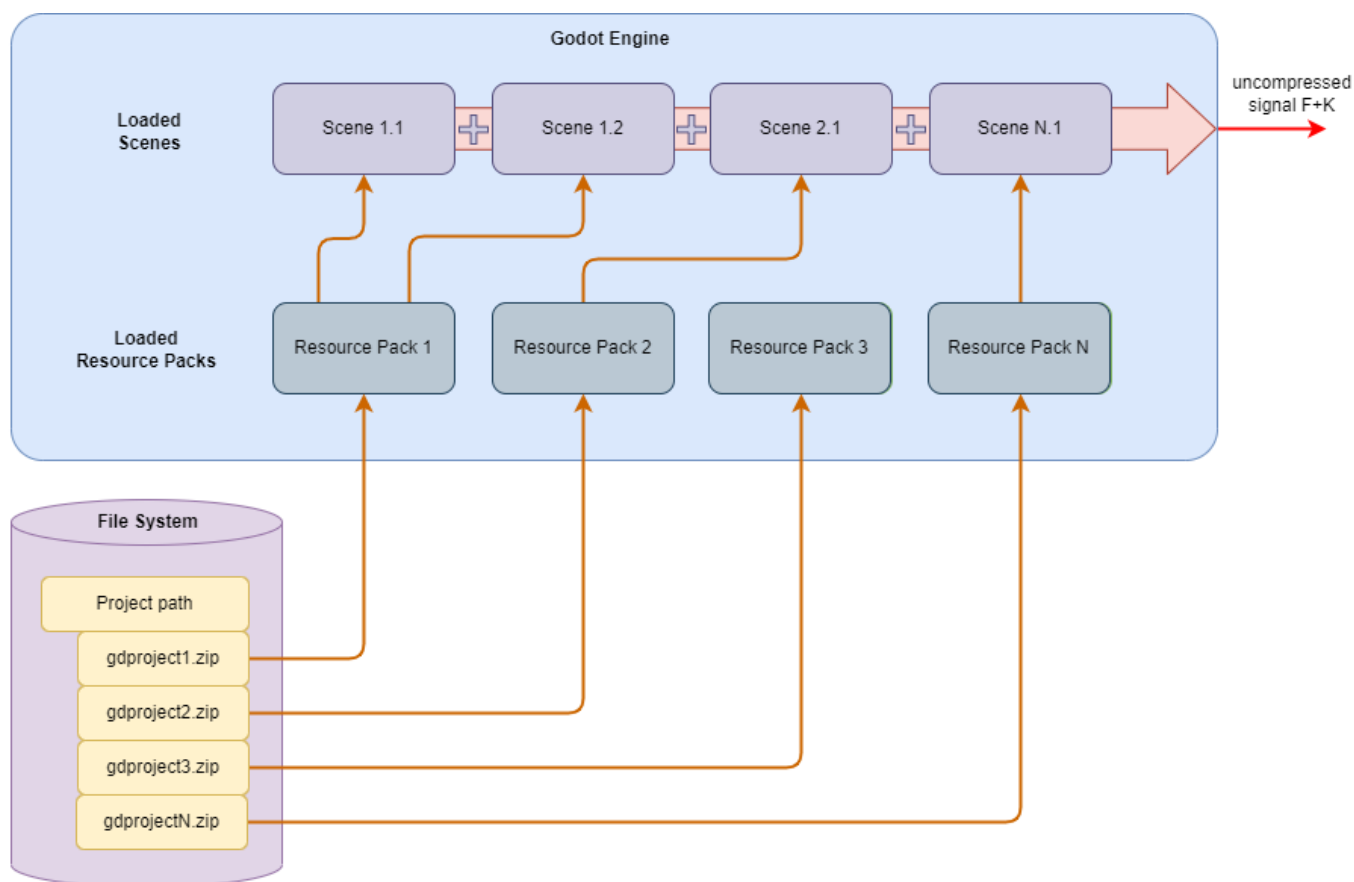 Godot Engine
Loaded
Scenes
Scene 1.1
Scene 1.2
Scene 2.1
Scene N.1
uncompressed
signal F+K
Loaded
Resource Packs
Resource Pack 1
Resource Pack 2
Resource Pack 3
Resource Pack N
File System
Project path
gdproject1.zip
gdproject2.zip
gdproject3.zip
gdprojectN.zip